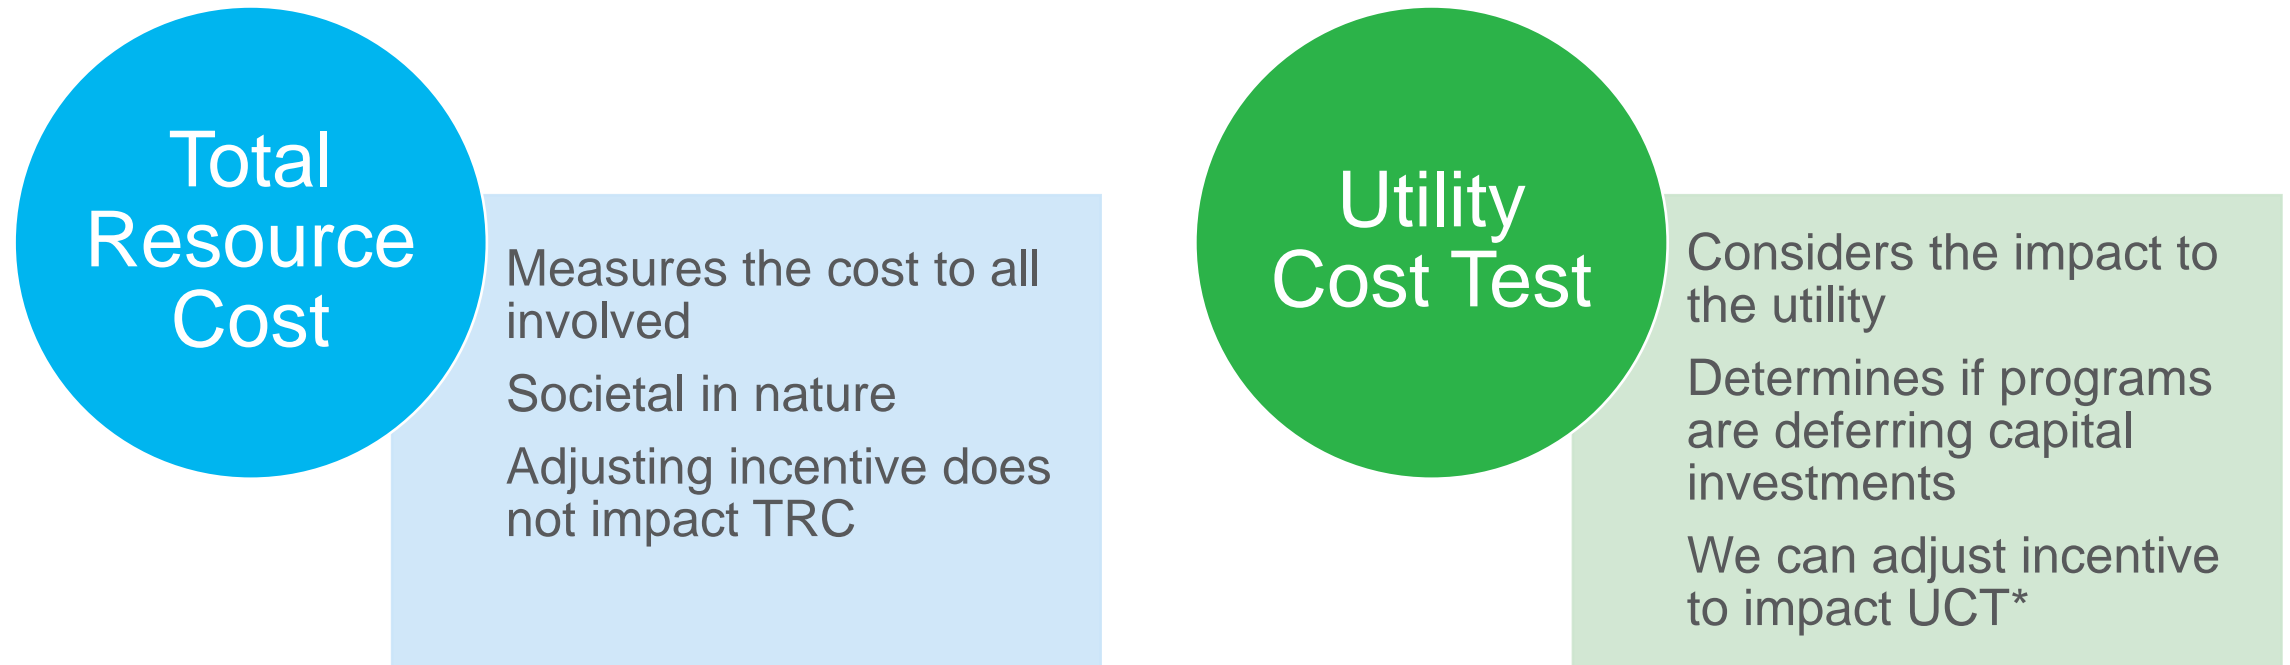 Total
Resource
Cost
Measures the cost to all
involved
Societal in nature
Adjusting incentive does
not impact TRC
Utility
Cost Test
Considers the impact to
the utility
Determines if programs
are deferring capital
investments
We can adjust incentive
to impact UCT*